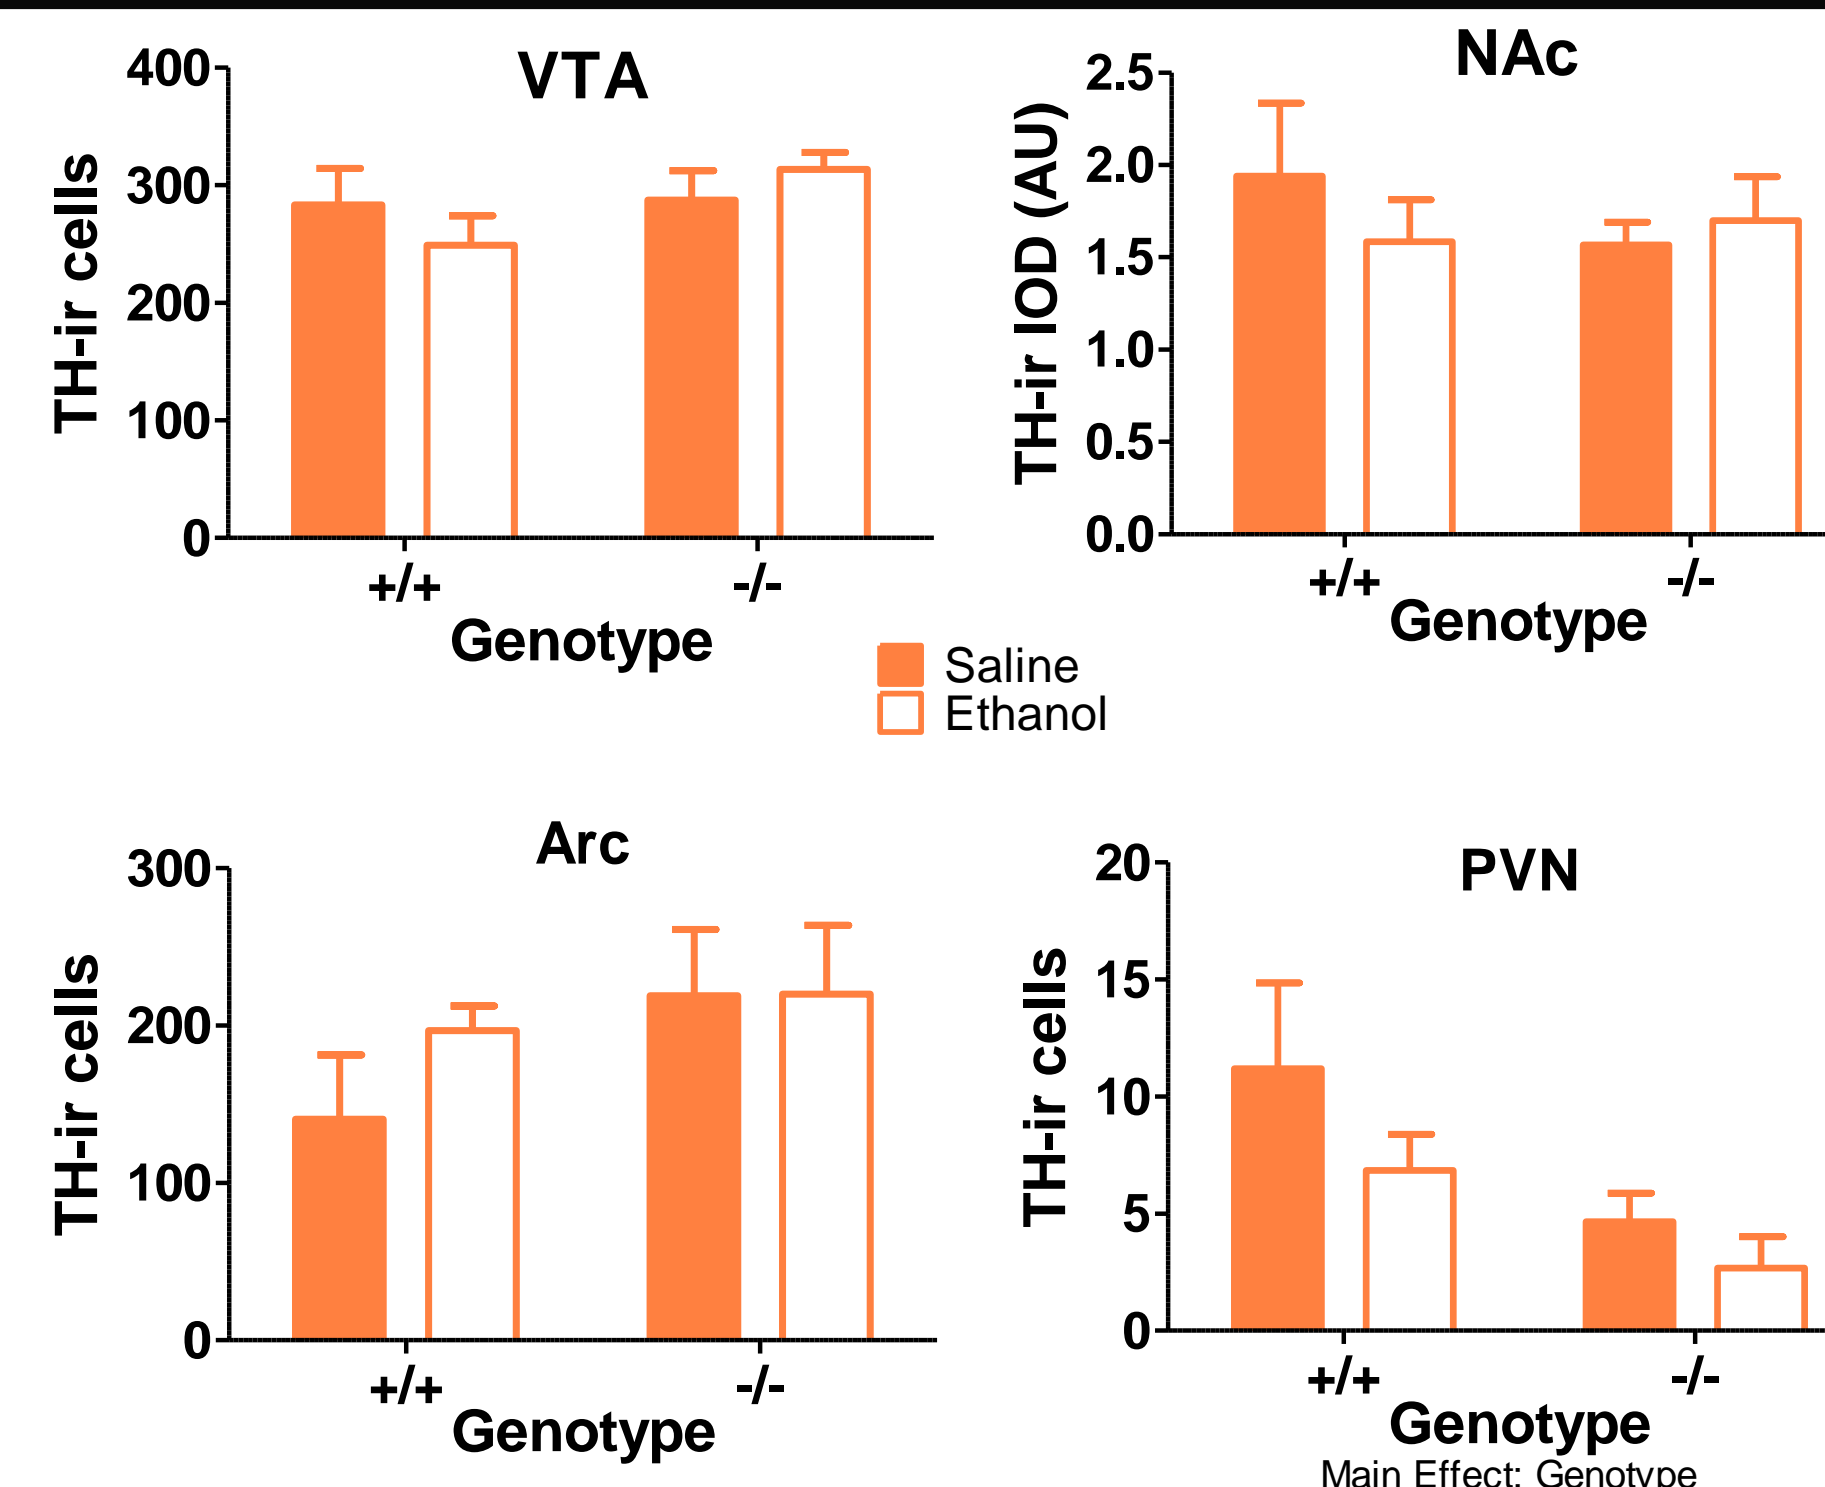 VTA
400
300
200
100
0
TH-ir cells
+/+
-/-
Genotype
NAc
2.5
2.0
1.5
1.0
0.5
0.0
TH-ir IOD (AU)
+/+
-/-
Genotype
Saline
Ethanol
Arc
300
200
100
0
TH-ir cells
+/+
-/-
Genotype
PVN
20
15
10
5
0
TH-ir cells
+/+
-/-
Genotype
Main Effect: Genotype